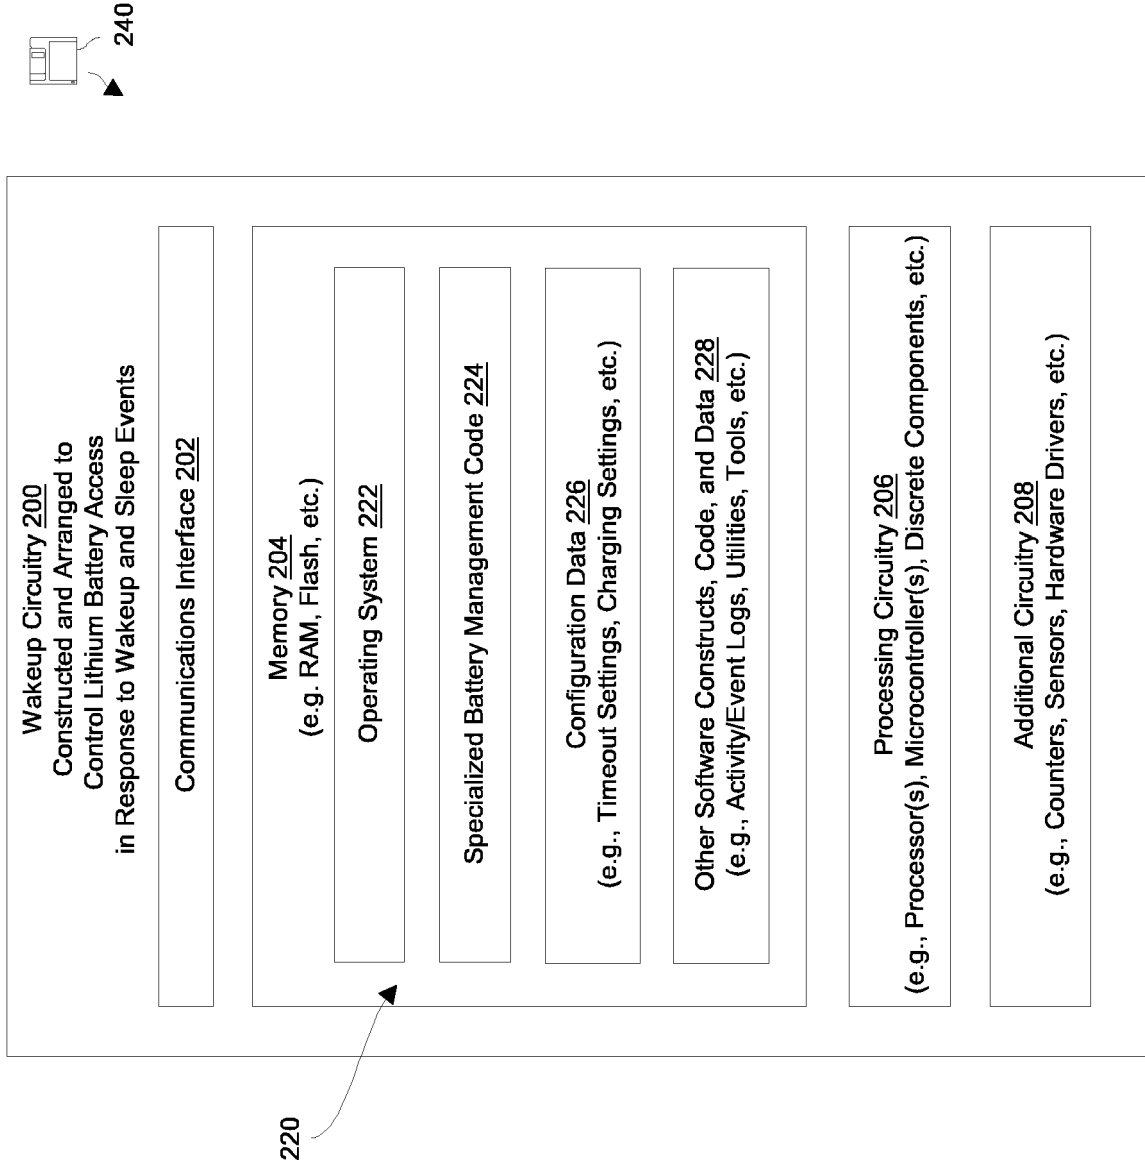 240
Wakeup Circuitry 200
Constructed and Arranged to
Control Lithium Battery Access
in Response to Wakeup and Sleep Events
Communications Interface 202
Memory 204
(e.g. RAM, Flash, etc.)
Operating System 222
Specialized Battery Management Code 224
Configuration Data 226
(e.g., Timeout Settings, Charging Settings, etc.)
Other Software Constructs, Code, and Data 228
(e.g., Activity/Event Logs, Utilities, Tools, etc.)
Processing Circuitry 206
(e.g., Processor(s), Microcontroller(s), Discrete Components, etc.)
Additional Circuitry 208
(e.g., Counters, Sensors, Hardware Drivers, etc.)
220